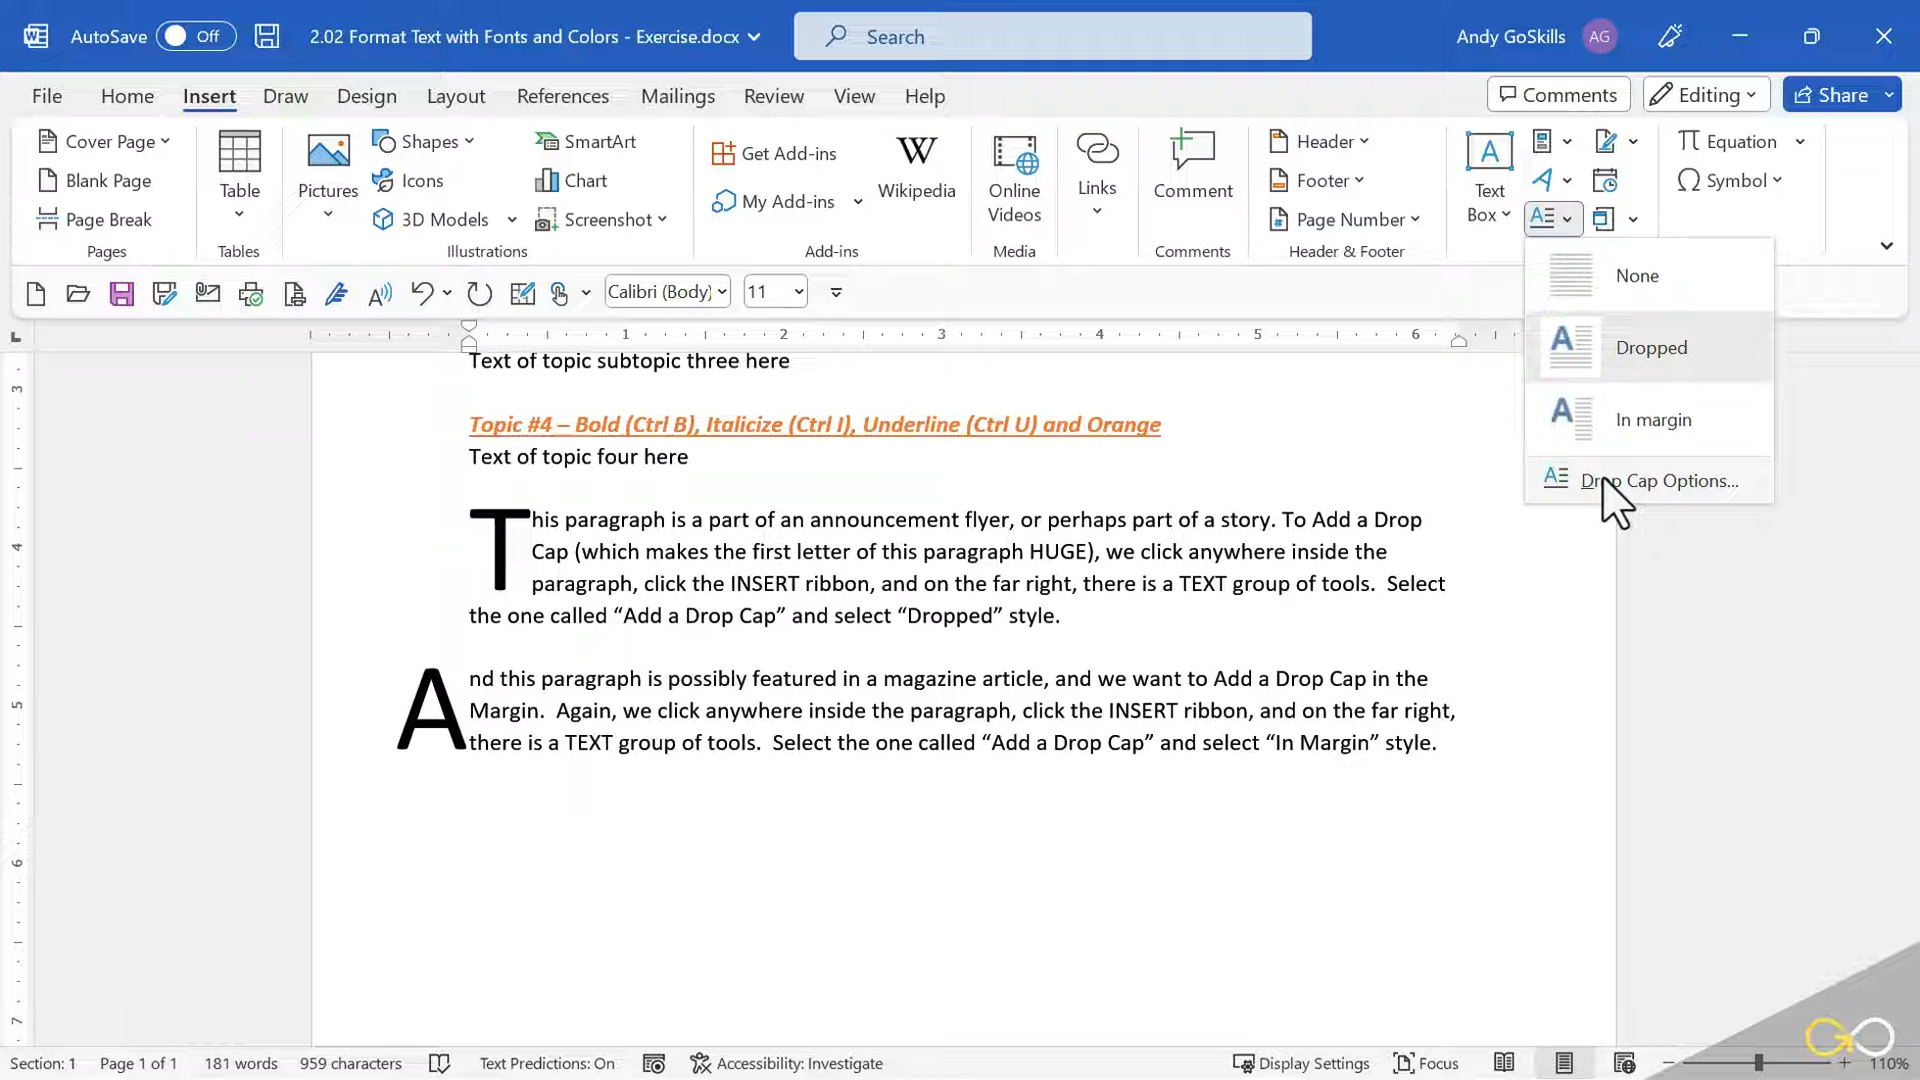 AutoSave Off 2.02 Format Text with Fonts and Colors - Exercise.docx Search Andy GoSkills AG
File Home Insert Draw Design Layout References Mailings Review View Help Comments Editing Share
Cover Page
Blank Page
Page Break
Pages
Table
Tables
Pictures
Shapes
Icons
3D Models
SmartArt
Chart
Screenshot
Illustrations
Get Add-ins
My Add-ins
W
Wikipedia
Add-ins
Online
Videos
Media
Links
Comment
Comments
Header
Footer
Page Number
Header & Footer
Text
Box
Equation
Symbol
None
Dropped
In margin
Drop Cap Options...
Calibri (Body) 11
1 2 3 4 5 6
3
4
5
6
7
Text of topic subtopic three here
Topic #4 – Bold (Ctrl B), Italicize (Ctrl I), Underline (Ctrl U) and Orange
Text of topic four here
This paragraph is a part of an announcement flyer, or perhaps part of a story. To Add a Drop
Cap (which makes the first letter of this paragraph HUGE), we click anywhere inside the
paragraph, click the INSERT ribbon, and on the far right, there is a TEXT group of tools.  Select
the one called “Add a Drop Cap” and select “Dropped” style.
And this paragraph is possibly featured in a magazine article, and we want to Add a Drop Cap in the
Margin.  Again, we click anywhere inside the paragraph, click the INSERT ribbon, and on the far right,
there is a TEXT group of tools.  Select the one called “Add a Drop Cap” and select “In Margin” style.
Section: 1 Page 1 of 1 181 words 959 characters Text Predictions: On Accessibility: Investigate Display Settings Focus 110%